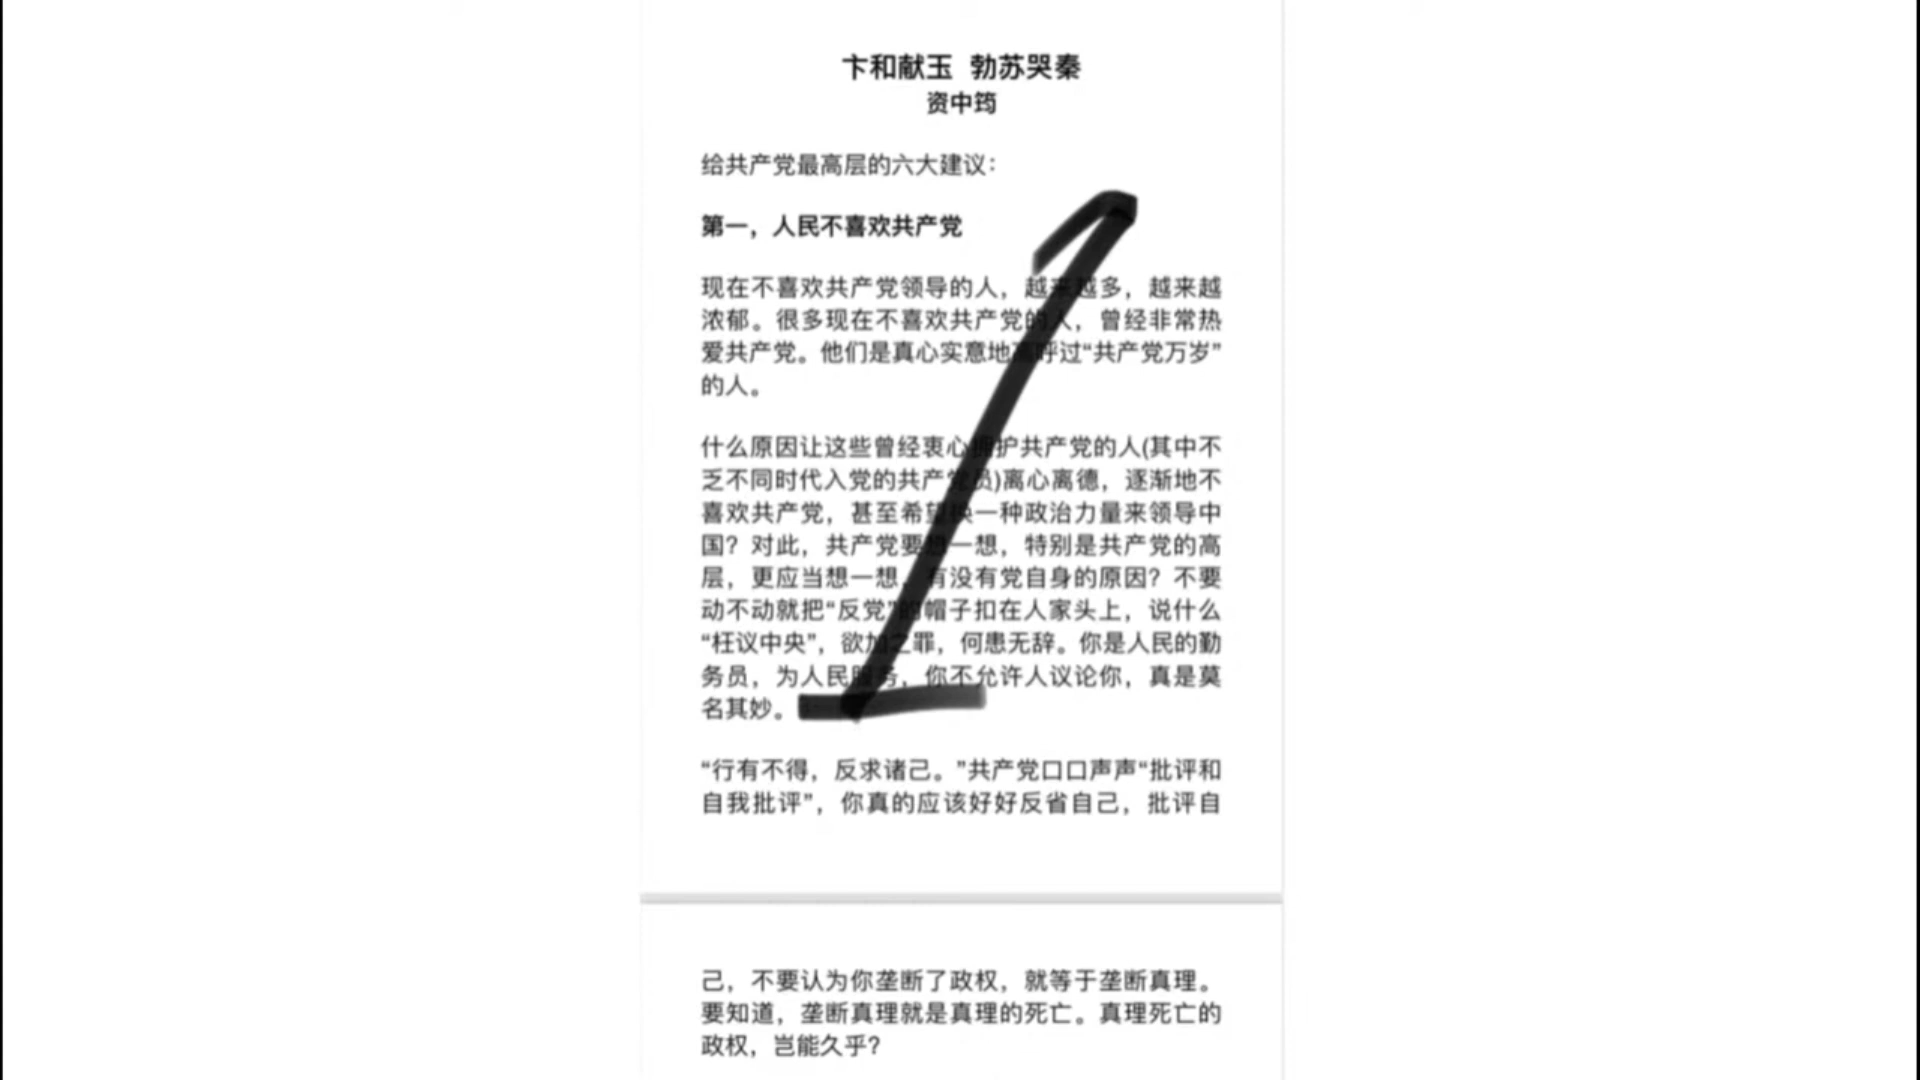 卞和献玉 勃苏哭秦
资中筠
给共产党最高层的六大建议：
第一，人民不喜欢共产党
现在不喜欢共产党领导的人，越来越多，越来越
浓郁。很多现在不喜欢共产党的人，曾经非常热
爱共产党。他们是真心实意地高呼过“共产党万岁”
的人。
什么原因让这些曾经衷心拥护共产党的人(其中不
乏不同时代入党的共产党员)离心离德，逐渐地不
喜欢共产党，甚至希望换一种政治力量来领导中
国？对此，共产党要想一想，特别是共产党的高
层，更应当想一想，有没有党自身的原因？不要
动不动就把“反党”的帽子扣在人家头上，说什么
“枉议中央”，欲加之罪，何患无辞。你是人民的勤
务员，为人民服务，你不允许人议论你，真是莫
名其妙。
“行有不得，反求诸己。”共产党口口声声“批评和
自我批评”，你真的应该好好反省自己，批评自
己，不要认为你垄断了政权，就等于垄断真理。
要知道，垄断真理就是真理的死亡。真理死亡的
政权，岂能久乎？